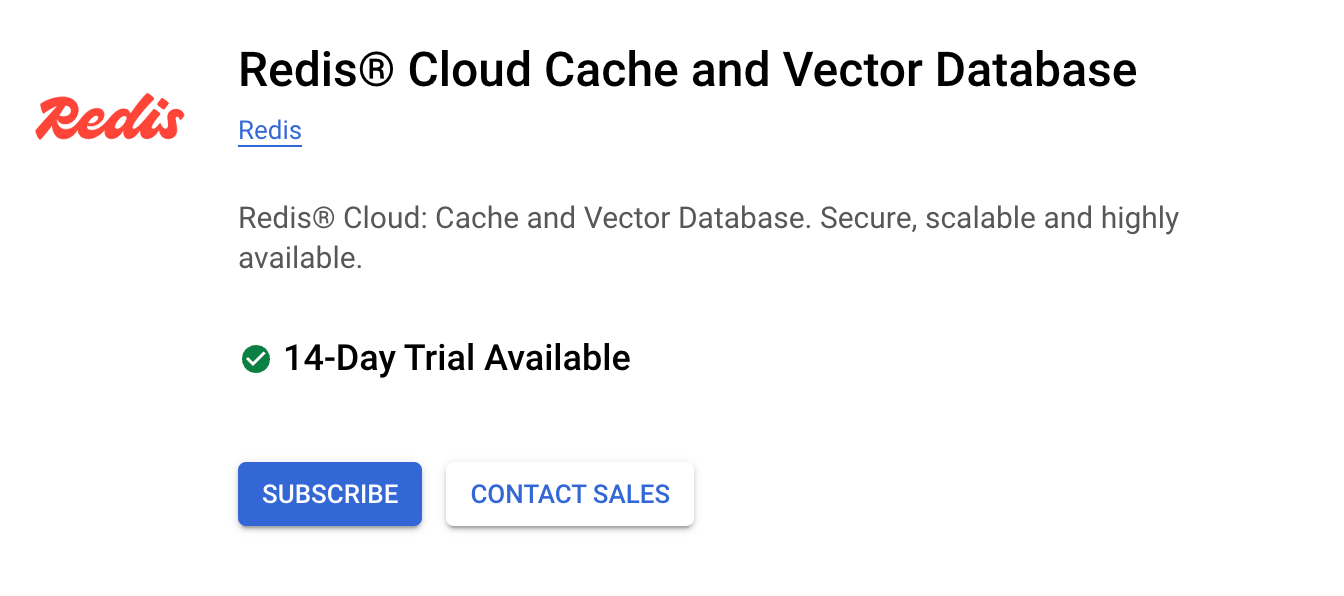 Redis
Redis® Cloud Cache and Vector Database
Redis
Redis® Cloud: Cache and Vector Database. Secure, scalable and highly
available.
14-Day Trial Available
SUBSCRIBE
CONTACT SALES